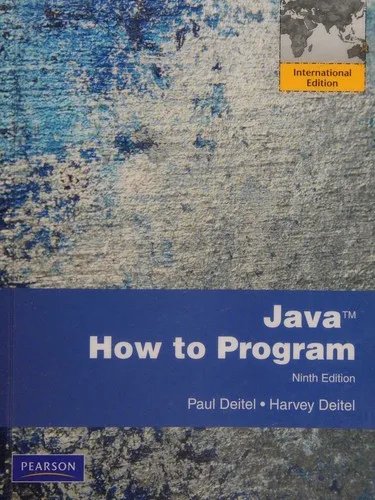 International
Edition
Java™
How to Program
Ninth Edition
Paul Deitel • Harvey Deitel
PEARSON